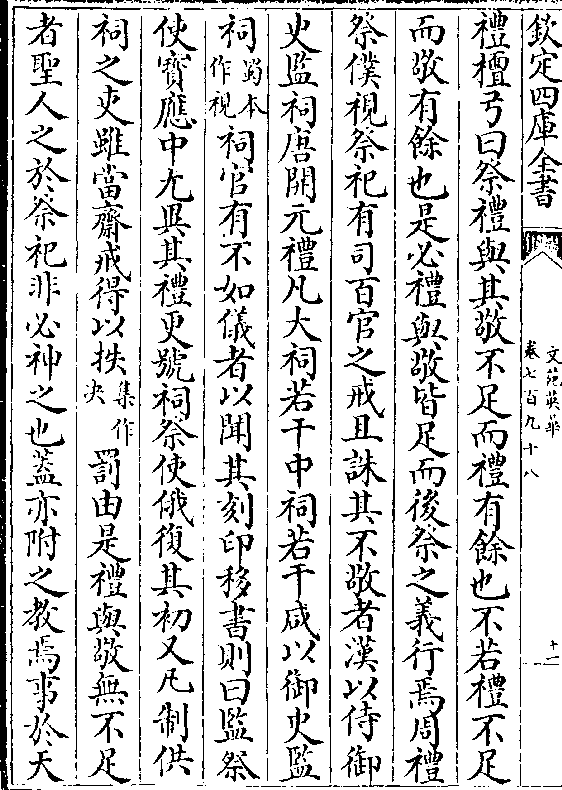 欽定四庫全書
文苑英華
卷七百九十八
十一
禮檀弓曰祭禮與其敬不足而禮有餘也不若禮不足
而敬有餘也是必禮與敬皆足而後祭之義行焉周禮
祭僕視祭祀有司百官之戒且誅其不敬者漢以侍御
史監祠唐開元禮凡大祠若干中祠若干咸以御史監
祠蜀本作視祠官有不如儀者以聞其刻印移書則曰監祭
使寶應中尤異其禮更號祠祭使俄復其初又凡制供
祠之吏雖當齋戒得以抶集作決罰由是禮與敬無不足
者聖人之於祭祀非必神之也蓋亦附之教焉事於天